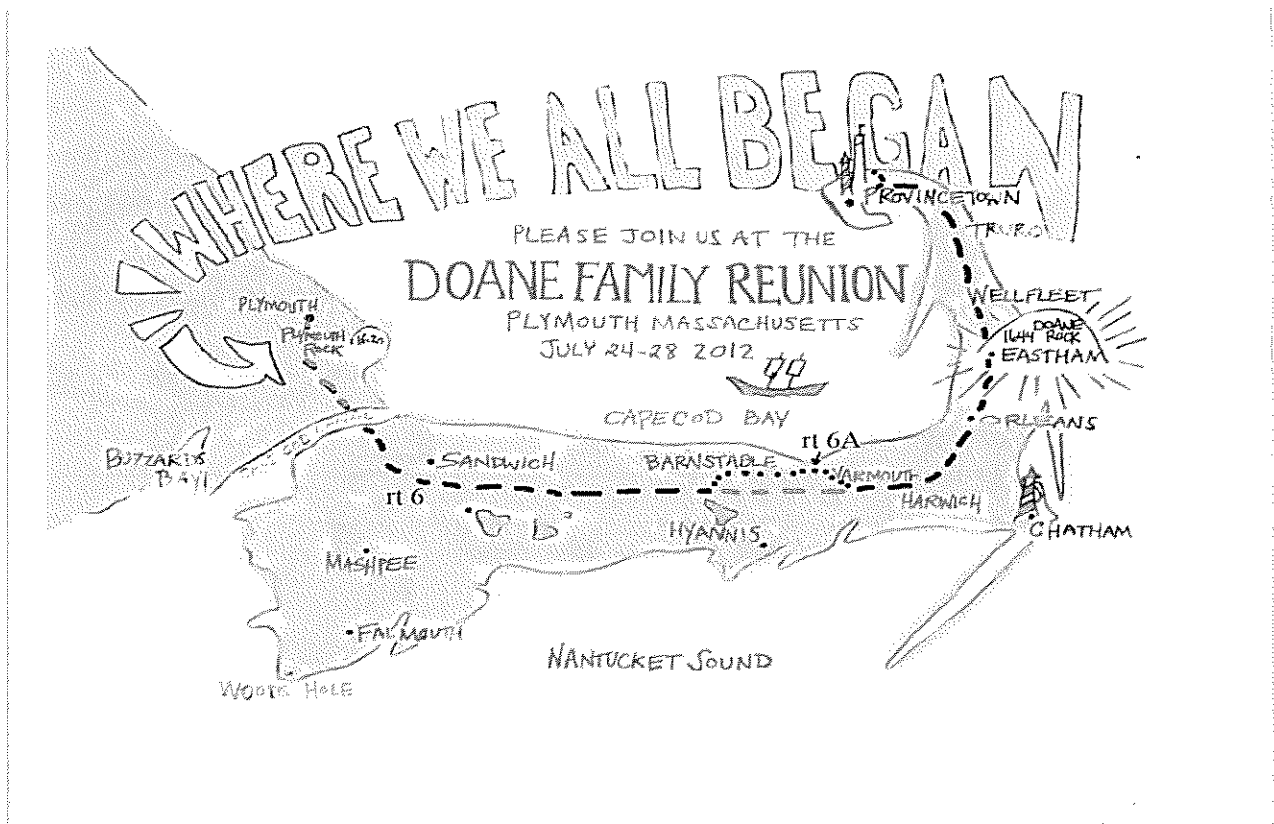 WHERE WE ALL BEGAN
PROVINCETOWN
PLEASE JOIN US AT THE
TRURO
DOANE FAMILY REUNION
PLYMOUTH MASSACHUSETTS
JULY 24-28 2012
WELLFLEET
DOANE
1644 ROCK
EASTHAM
PLYMOUTH
PLYMOUTH
ROCK
1620
CAPECOD BAY
ORLEANS
BUZZARDS
BAY
rt 6A
SANDWICH
BARNSTABLE
YARMOUTH
rt 6
HARWICH
HYANNIS
CHATHAM
MASHPEE
FALMOUTH
NANTUCKET SOUND
WOODS HOLE